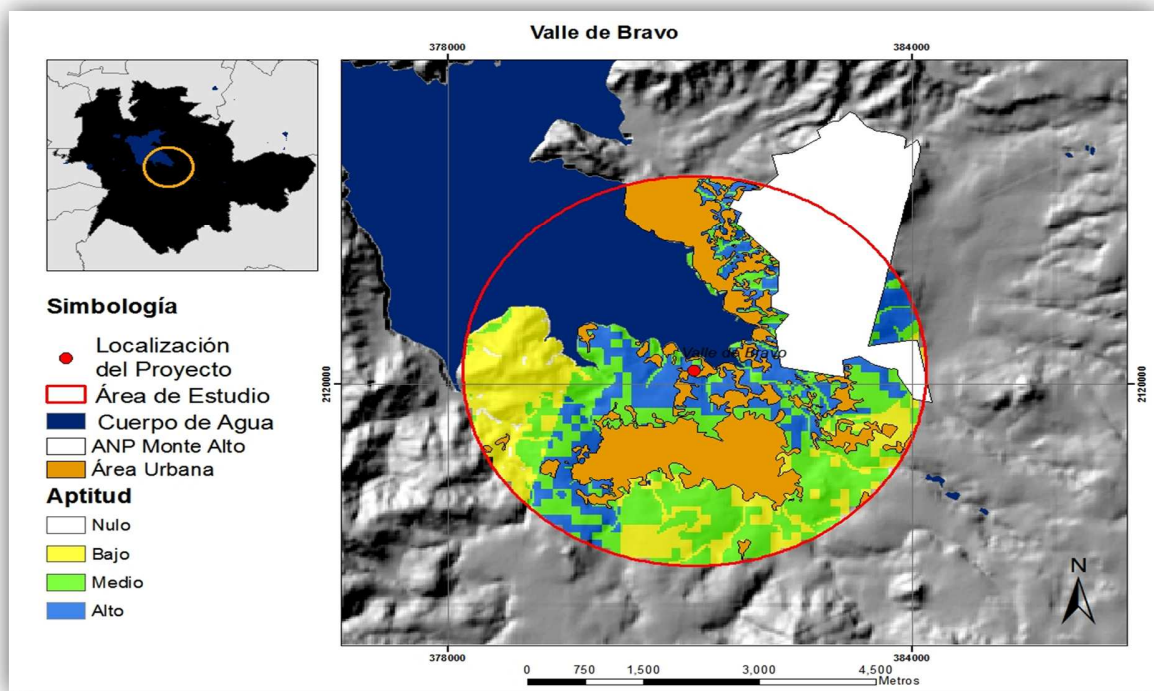 Valle de Bravo
378000
384000
Simbología
Localización
del Proyecto
Área de Estudio
Cuerpo de Agua
ANP Monte Alto
Área Urbana
Aptitud
Nulo
Bajo
Medio
Alto
Valle de Bravo
2120000
2120000
N
378000
384000
0 750 1,500 3,000 4,500
Metros